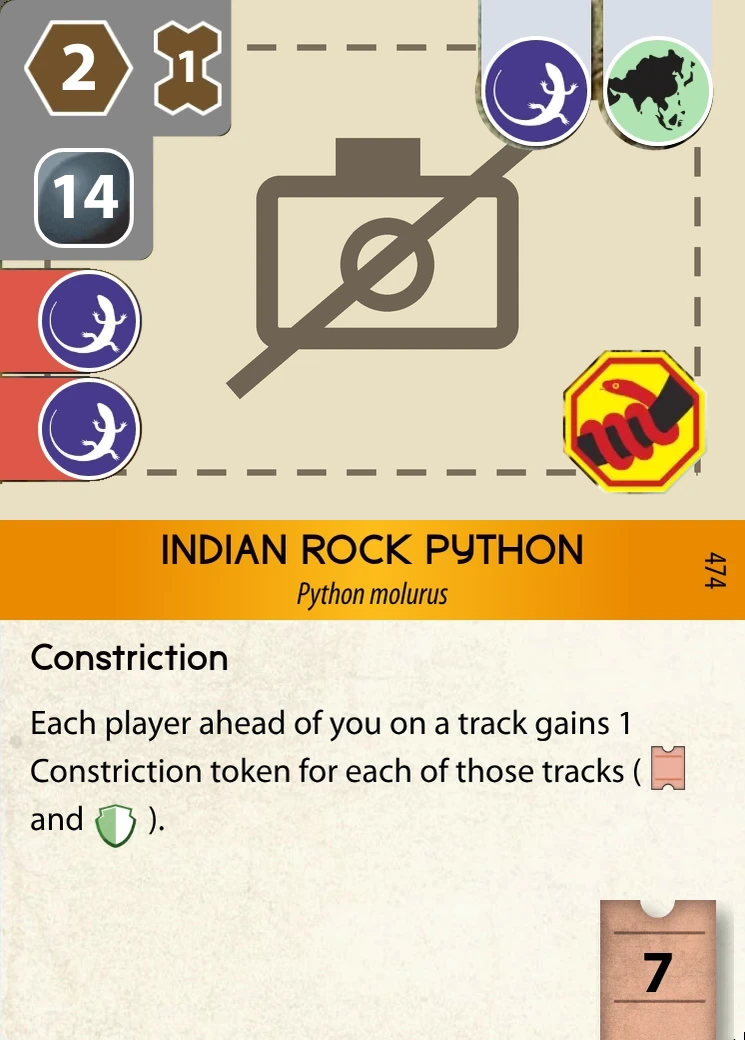 2
1
14
INDIAN ROCK PYTHON
Python molurus
474
Constriction
Each player ahead of you on a track gains 1
Constriction token for each of those tracks (
and ).
7